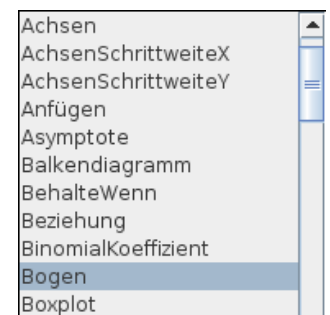 Achsen
AchsenSchrittweiteX
AchsenSchrittweiteY
Anfügen
Asymptote
Balkendiagramm
BehalteWenn
Beziehung
BinomialKoeffizient
Bogen
Boxplot